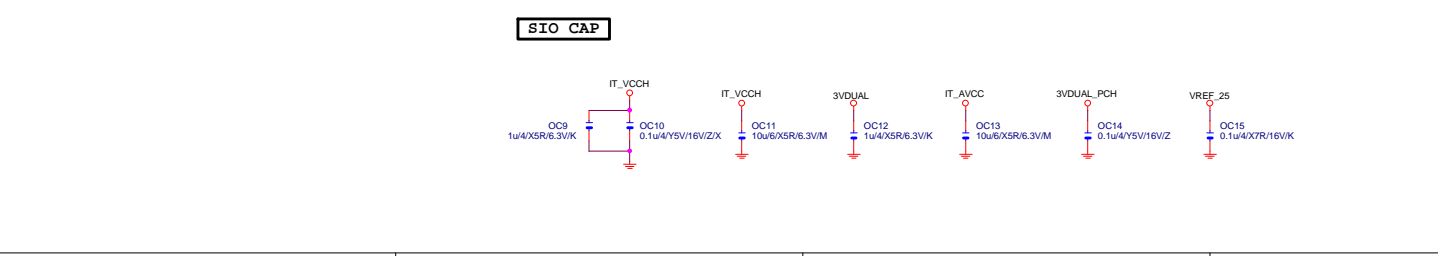 SIO CAP
IT_VCCH
IT_VCCH
3VDUAL
IT_AVCC
3VDUAL_PCH
VREF_25
OC9
1u/4/X5R/6.3V/K
OC10
0.1u/4/Y5V/16V/Z/X
OC11
10u/6/X5R/6.3V/M
OC12
1u/4/X5R/6.3V/K
OC13
10u/6/X5R/6.3V/M
OC14
0.1u/4/Y5V/16V/Z
OC15
0.1u/4/X7R/16V/K